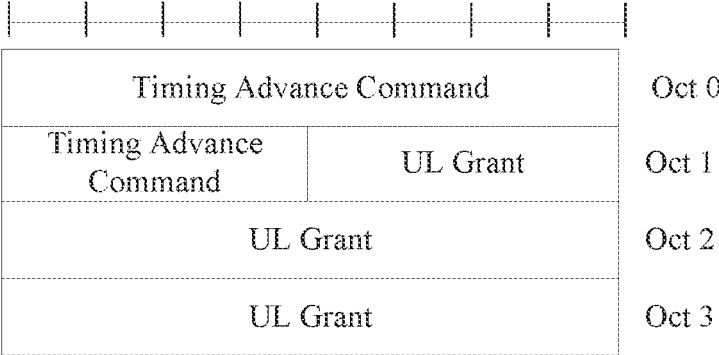 Timing Advance Command Oct 0
Timing Advance
Command
UL Grant Oct 1
UL Grant Oct 2
UL Grant Oct 3